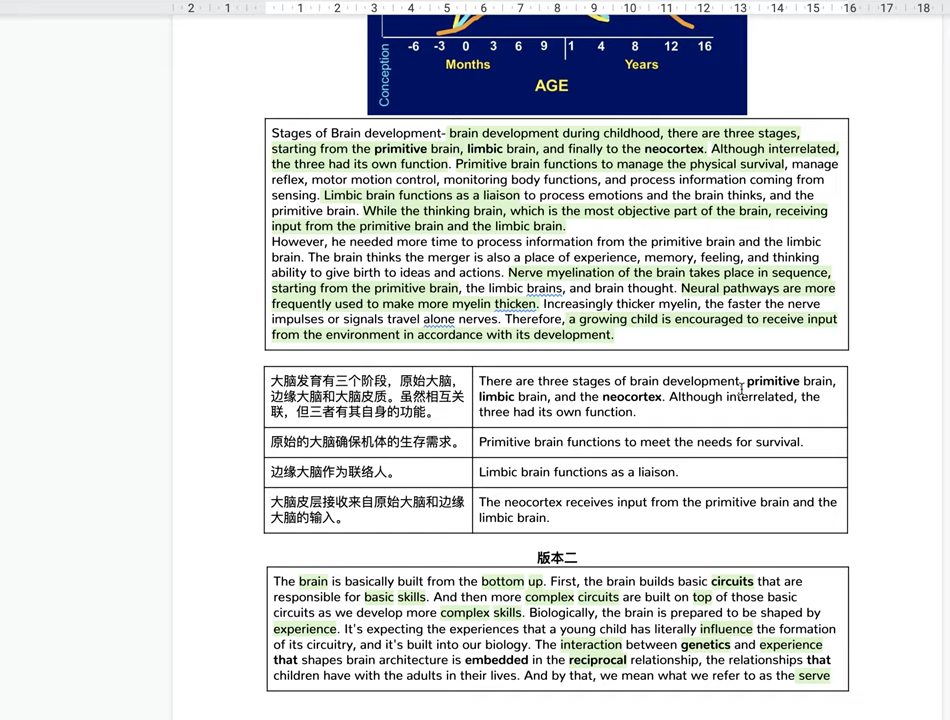 2 1 1 2 3 4 5 6 7 8 9 10 11 12 13 14 15 16 17 18
Conception
-6 -3 0 3 6 9 1 4 8 12 16
Months Years
AGE
Stages of Brain development- brain development during childhood, there are three stages,
starting from the primitive brain, limbic brain, and finally to the neocortex. Although interrelated,
the three had its own function. Primitive brain functions to manage the physical survival, manage
reflex, motor motion control, monitoring body functions, and process information coming from
sensing. Limbic brain functions as a liaison to process emotions and the brain thinks, and the
primitive brain. While the thinking brain, which is the most objective part of the brain, receiving
input from the primitive brain and the limbic brain.
However, he needed more time to process information from the primitive brain and the limbic
brain. The brain thinks the merger is also a place of experience, memory, feeling, and thinking
ability to give birth to ideas and actions. Nerve myelination of the brain takes place in sequence,
starting from the primitive brain, the limbic brains, and brain thought. Neural pathways are more
frequently used to make more myelin thicken. Increasingly thicker myelin, the faster the nerve
impulses or signals travel alone nerves. Therefore, a growing child is encouraged to receive input
from the environment in accordance with its development.
大脑发育有三个阶段，原始大脑，
边缘大脑和大脑皮质。虽然相互关
联，但三者有其自身的功能。
There are three stages of brain development, primitive brain,
limbic brain, and the neocortex. Although interrelated, the
three had its own function.
原始的大脑确保机体的生存需求。
Primitive brain functions to meet the needs for survival.
边缘大脑作为联络人。
Limbic brain functions as a liaison.
大脑皮层接收来自原始大脑和边缘
大脑的输入。
The neocortex receives input from the primitive brain and the
limbic brain.
版本二
The brain is basically built from the bottom up. First, the brain builds basic circuits that are
responsible for basic skills. And then more complex circuits are built on top of those basic
circuits as we develop more complex skills. Biologically, the brain is prepared to be shaped by
experience. It's expecting the experiences that a young child has literally influence the formation
of its circuitry, and it's built into our biology. The interaction between genetics and experience
that shapes brain architecture is embedded in the reciprocal relationship, the relationships that
children have with the adults in their lives. And by that, we mean what we refer to as the serve